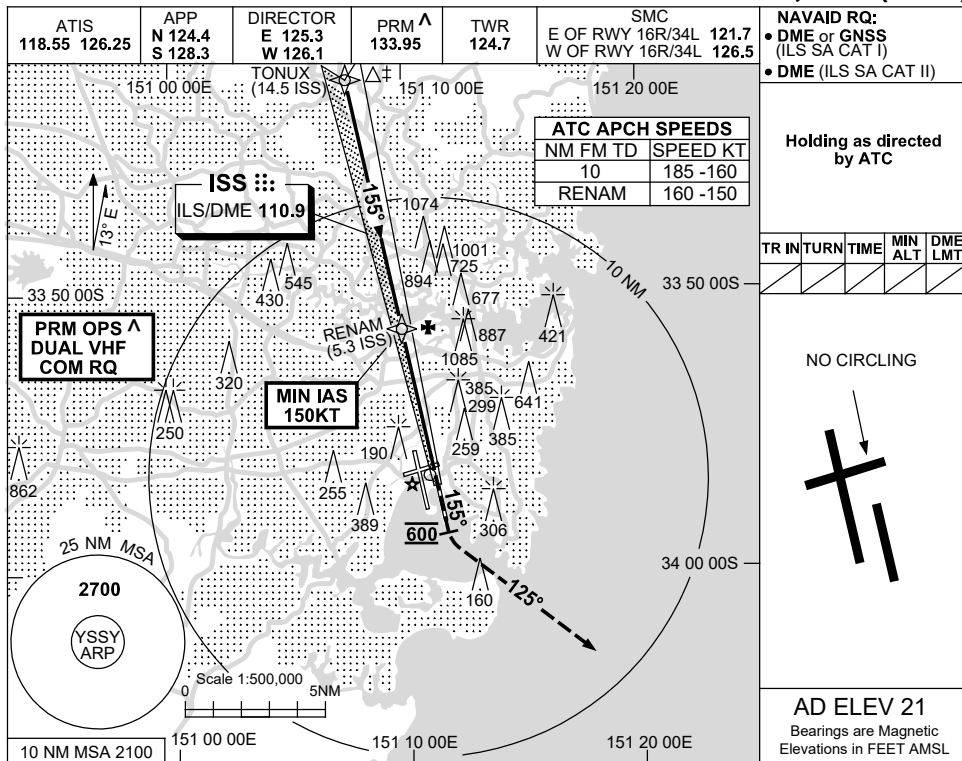 ATIS
118.55 126.25
APP
N 124.4
S 128.3
DIRECTOR
E 125.3
W 126.1
PRM ^
133.95
TWR
124.7
SMC
E OF RWY 16R/34L 121.7
W OF RWY 16R/34L 126.5
NAVAID RQ:
• DME or GNSS
(ILS SA CAT I)
• DME (ILS SA CAT II)
TONUX
(14.5 ISS)
151 00 00E
151 10 00E
151 20 00E
ATC APCH SPEEDS
NM FM TD SPEED KT
10 185 -160
RENAM 160 -150
Holding as directed
by ATC
ISS
ILS/DME 110.9
13° E
155°
1074
1001
725
894
677
545
430
10 NM
TR IN TURN TIME MIN ALT DME LMT
33 50 00S
33 50 00S
PRM OPS ^
DUAL VHF
COM RQ
RENAM
(5.3 ISS)
887
1085
421
320
MIN IAS
150KT
385
299
641
250
259
385
190
862
255
389
306
155°
600
NO CIRCLING
34 00 00S
160
125°
25 NM MSA
2700
YSSY
ARP
Scale 1:500,000
0 5NM
10 NM MSA 2100
151 00 00E
151 10 00E
151 20 00E
AD ELEV 21
Bearings are Magnetic
Elevations in FEET AMSL